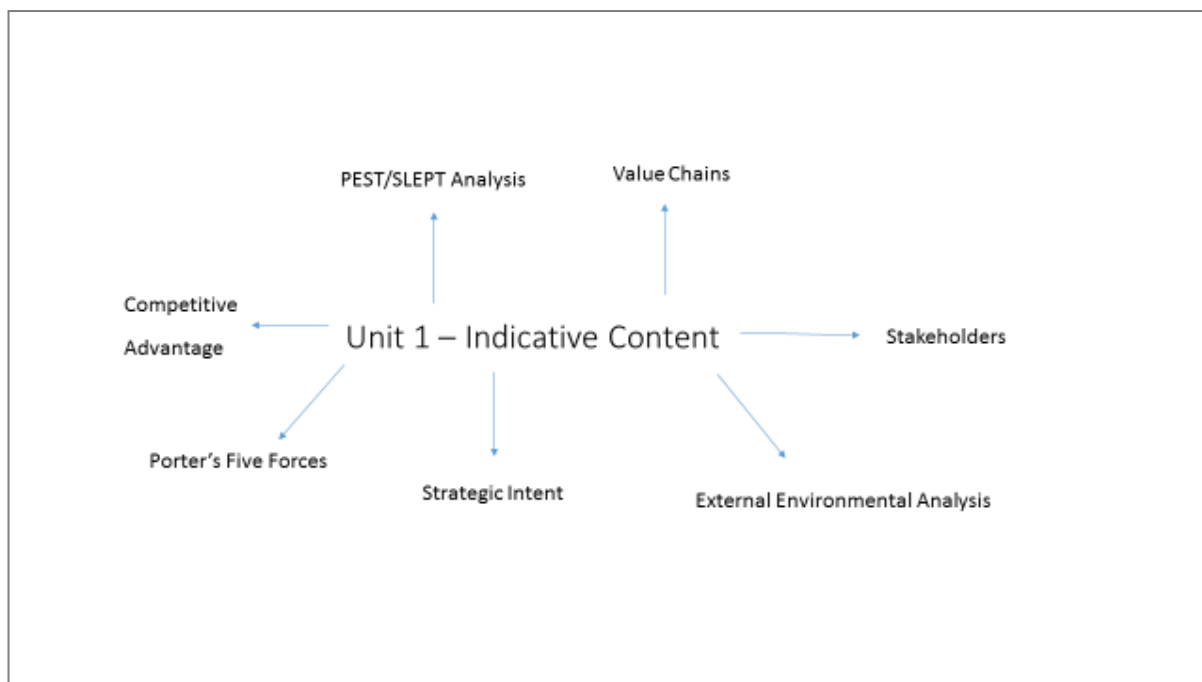 PEST/SLEPT Analysis
Value Chains
Competitive
Advantage
Unit 1 – Indicative Content
Stakeholders
Porter’s Five Forces
Strategic Intent
External Environmental Analysis